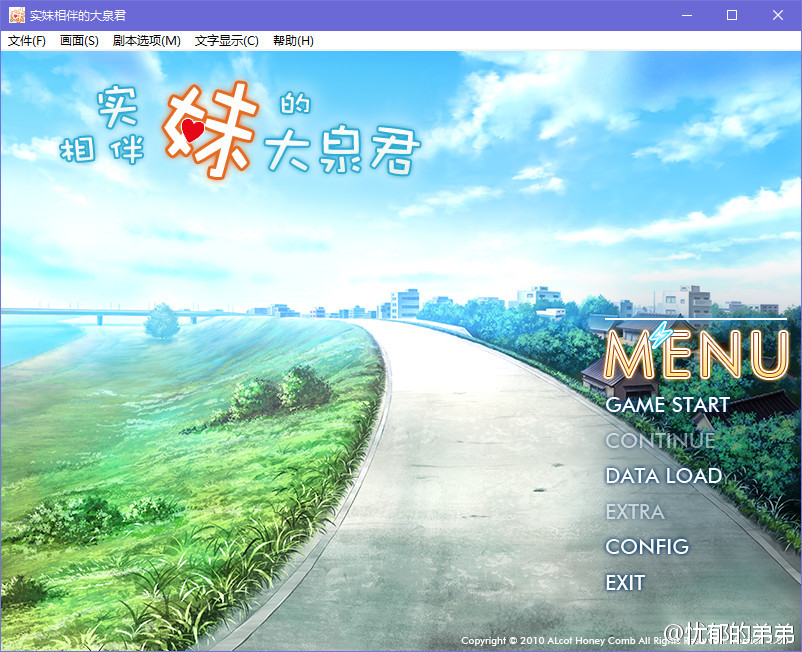 实妹相伴的大泉君
文件(F) 画面(S) 剧本选项(M) 文字显示(C) 帮助(H)
实妹的
相伴大泉君
MENU
GAME START
CONTINUE
DATA LOAD
EXTRA
CONFIG
EXIT
Copyright © 2010 ALcot Honey Comb All Rights
@忧郁的弟弟